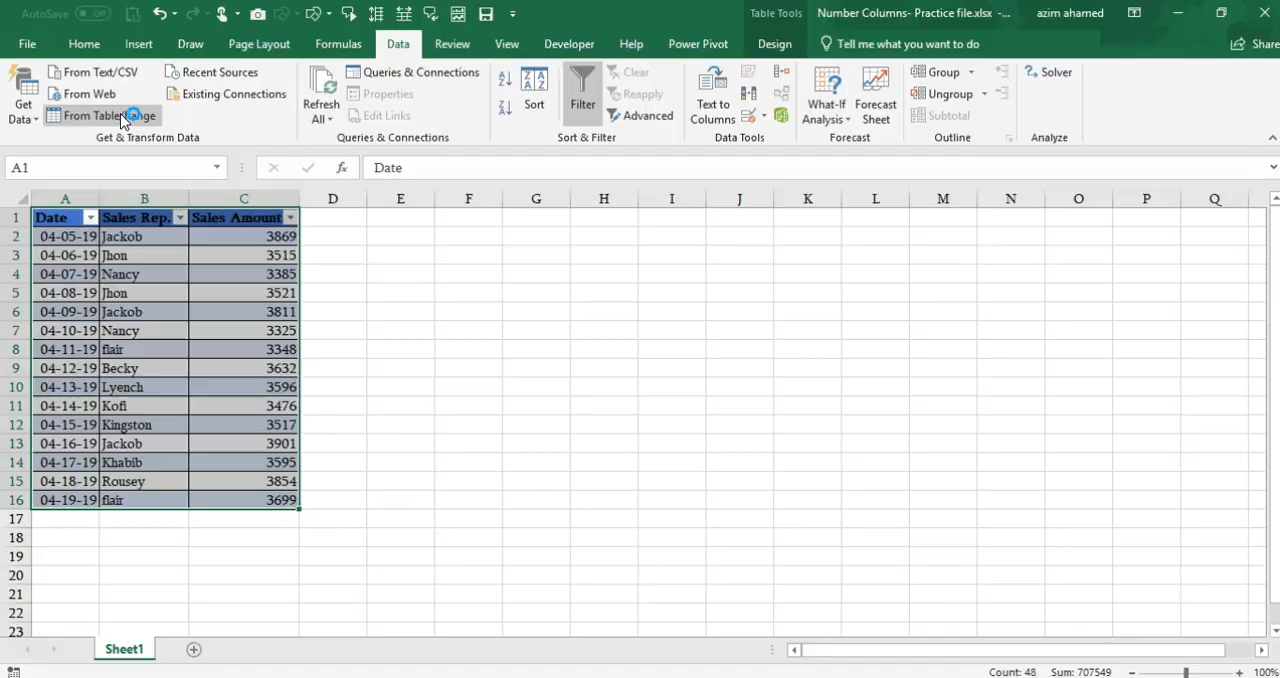 AutoSave Off Table Tools Number Columns- Practice file.xlsx -... azim ahamed
File Home Insert Draw Page Layout Formulas Data Review View Developer Help Power Pivot Design Tell me what you want to do Share
From Text/CSV Recent Sources Queries & Connections Clear Group Solver
From Web Existing Connections Properties Reapply Ungroup
Get Data From Table/Range Refresh All Edit Links Sort Filter Advanced Text to Columns What-If Analysis Forecast Sheet Subtotal
Get & Transform Data Queries & Connections Sort & Filter Data Tools Forecast Outline Analyze
A1 fx Date
A B C D E F G H I J K L M N O P Q
1 Date Sales Rep. Sales Amount
2 04-05-19 Jackob 3869
3 04-06-19 Jhon 3515
4 04-07-19 Nancy 3385
5 04-08-19 Jhon 3521
6 04-09-19 Jackob 3811
7 04-10-19 Nancy 3325
8 04-11-19 flair 3348
9 04-12-19 Becky 3632
10 04-13-19 Lyench 3596
11 04-14-19 Kofi 3476
12 04-15-19 Kingston 3517
13 04-16-19 Jackob 3901
14 04-17-19 Khabib 3595
15 04-18-19 Rousey 3854
16 04-19-19 flair 3699
17
18
19
20
21
22
23
Sheet1
Count: 48 Sum: 707549 100%